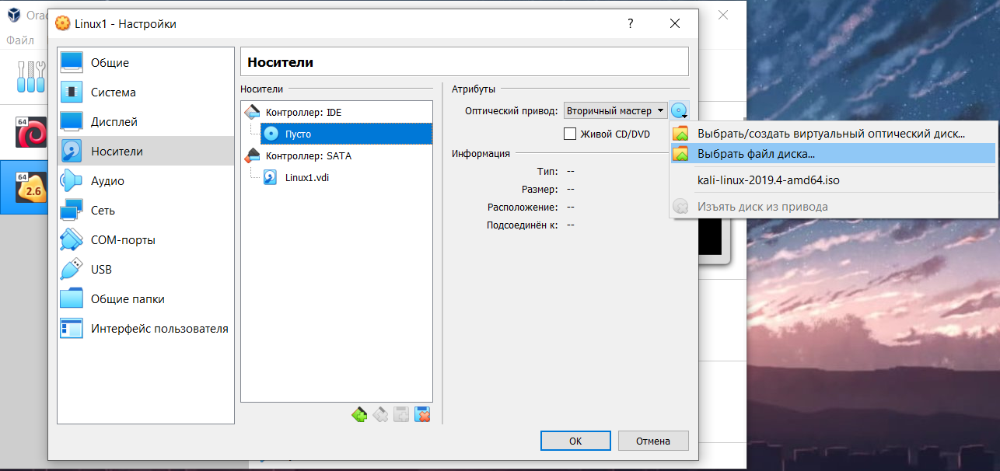 Orac
Linux1 - Настройки
?
Файл
Общие
Система
Дисплей
Носители
Аудио
Сеть
COM-порты
USB
Общие папки
Интерфейс пользователя
64
64
2.6
Носители
Носители
Контроллер: IDE
Пусто
Контроллер: SATA
Linux1.vdi
Атрибуты
Оптический привод: Вторичный мастер
Живой CD/DVD
Информация
Тип: --
Размер: --
Расположение: --
Подсоединён к: --
Выбрать/создать виртуальный оптический диск...
Выбрать файл диска...
kali-linux-2019.4-amd64.iso
Изъять диск из привода
OK
Отмена